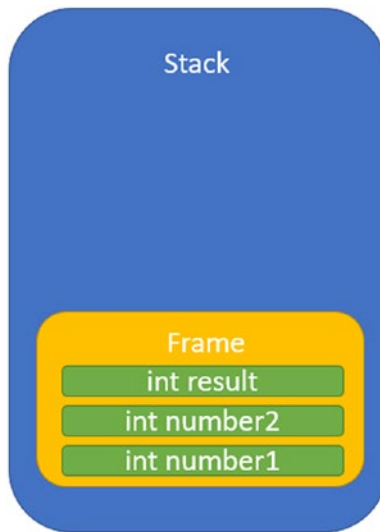 Stack
Frame
int result
int number2
int number1